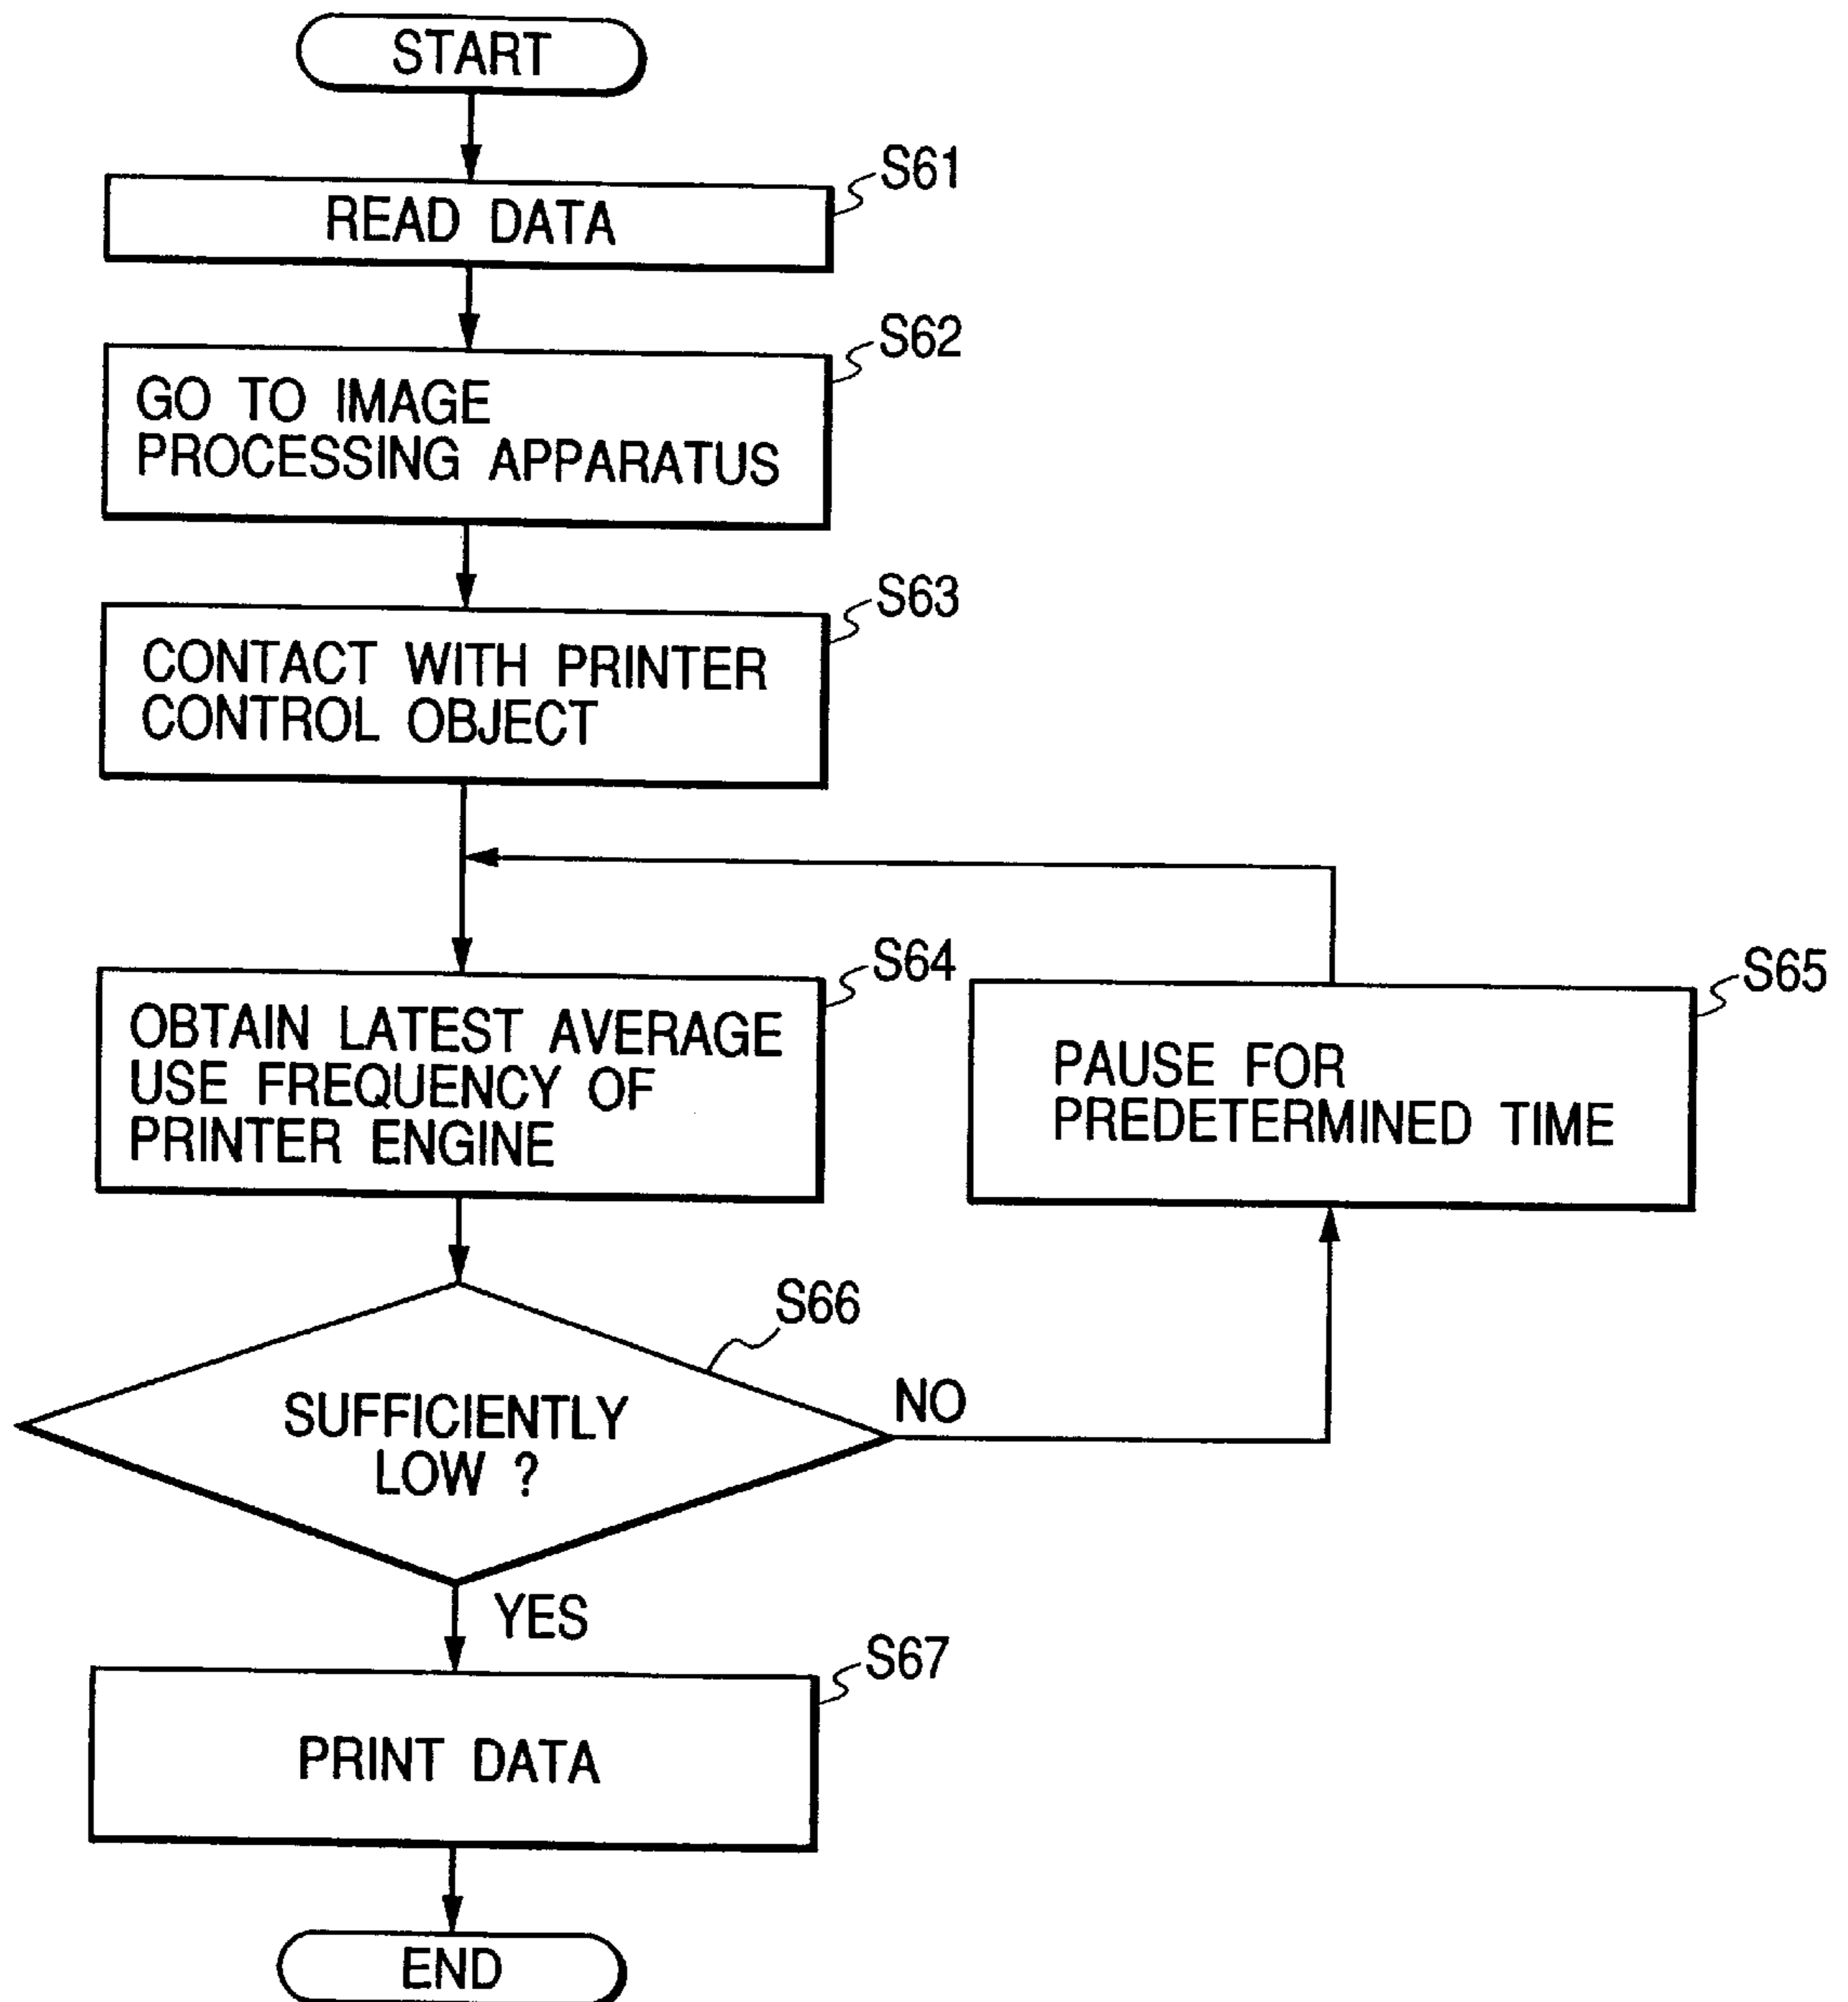 START
S61
READ DATA
S62
GO TO IMAGE
PROCESSING APPARATUS
S63
CONTACT WITH PRINTER
CONTROL OBJECT
S64
OBTAIN LATEST AVERAGE
USE FREQUENCY OF
PRINTER ENGINE
S65
PAUSE FOR
PREDETERMINED TIME
S66
SUFFICIENTLY
LOW ?
NO
YES
S67
PRINT DATA
END